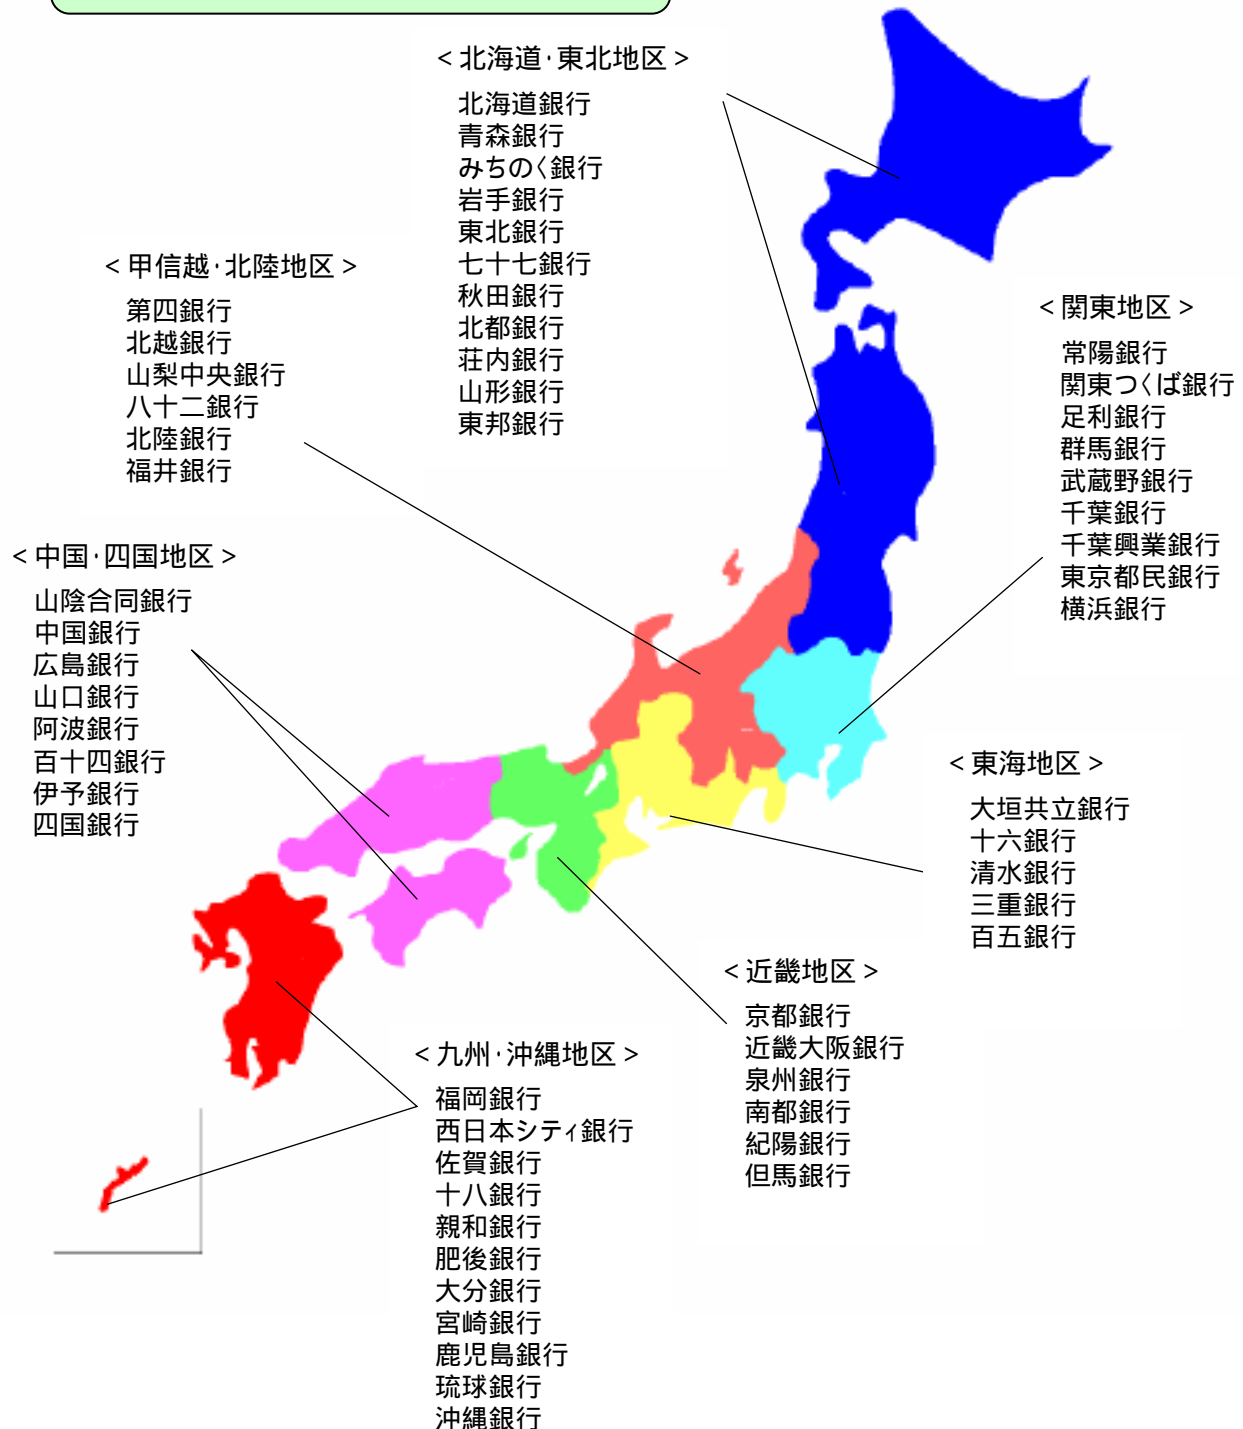 <北海道・東北地区>
北海道銀行
青森銀行
みちのく銀行
岩手銀行
東北銀行
七十七銀行
秋田銀行
北都銀行
荘内銀行
山形銀行
東邦銀行
<甲信越・北陸地区>
第四銀行
北越銀行
山梨中央銀行
八十二銀行
北陸銀行
福井銀行
<関東地区>
常陽銀行
関東つくば銀行
足利銀行
群馬銀行
武蔵野銀行
千葉銀行
千葉興業銀行
東京都民銀行
横浜銀行
<中国・四国地区>
山陰合同銀行
中国銀行
広島銀行
山口銀行
阿波銀行
百十四銀行
伊予銀行
四国銀行
<東海地区>
大垣共立銀行
十六銀行
清水銀行
三重銀行
百五銀行
<近畿地区>
京都銀行
近畿大阪銀行
泉州銀行
南都銀行
紀陽銀行
但馬銀行
<九州・沖縄地区>
福岡銀行
西日本シティ銀行
佐賀銀行
十八銀行
親和銀行
肥後銀行
大分銀行
宮崎銀行
鹿児島銀行
琉球銀行
沖縄銀行